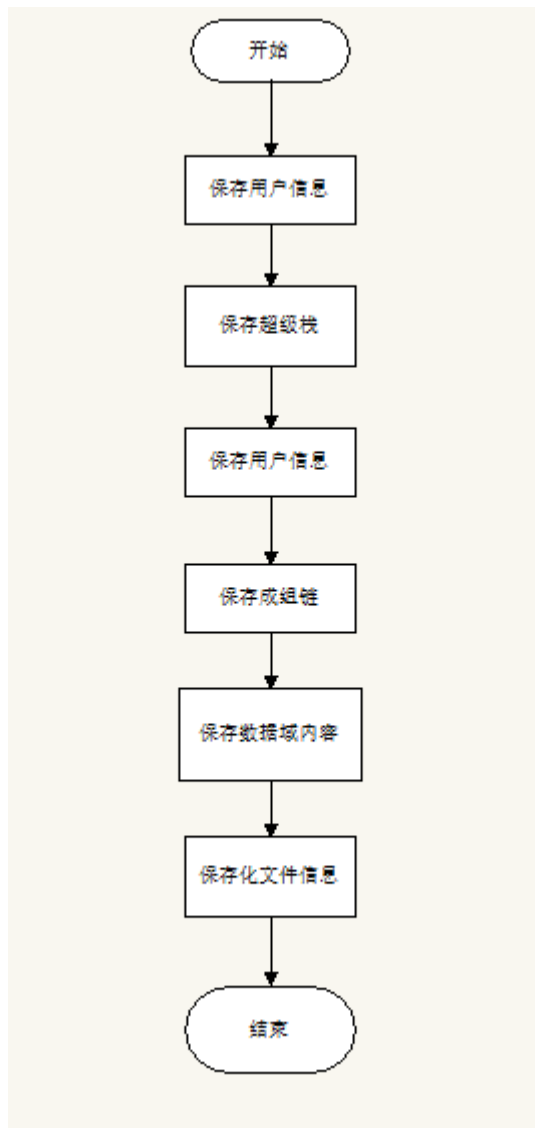 开始
保存用户信息
保存超级栈
保存用户信息
保存成组链
保存数据域内容
保存化文件信息
结束